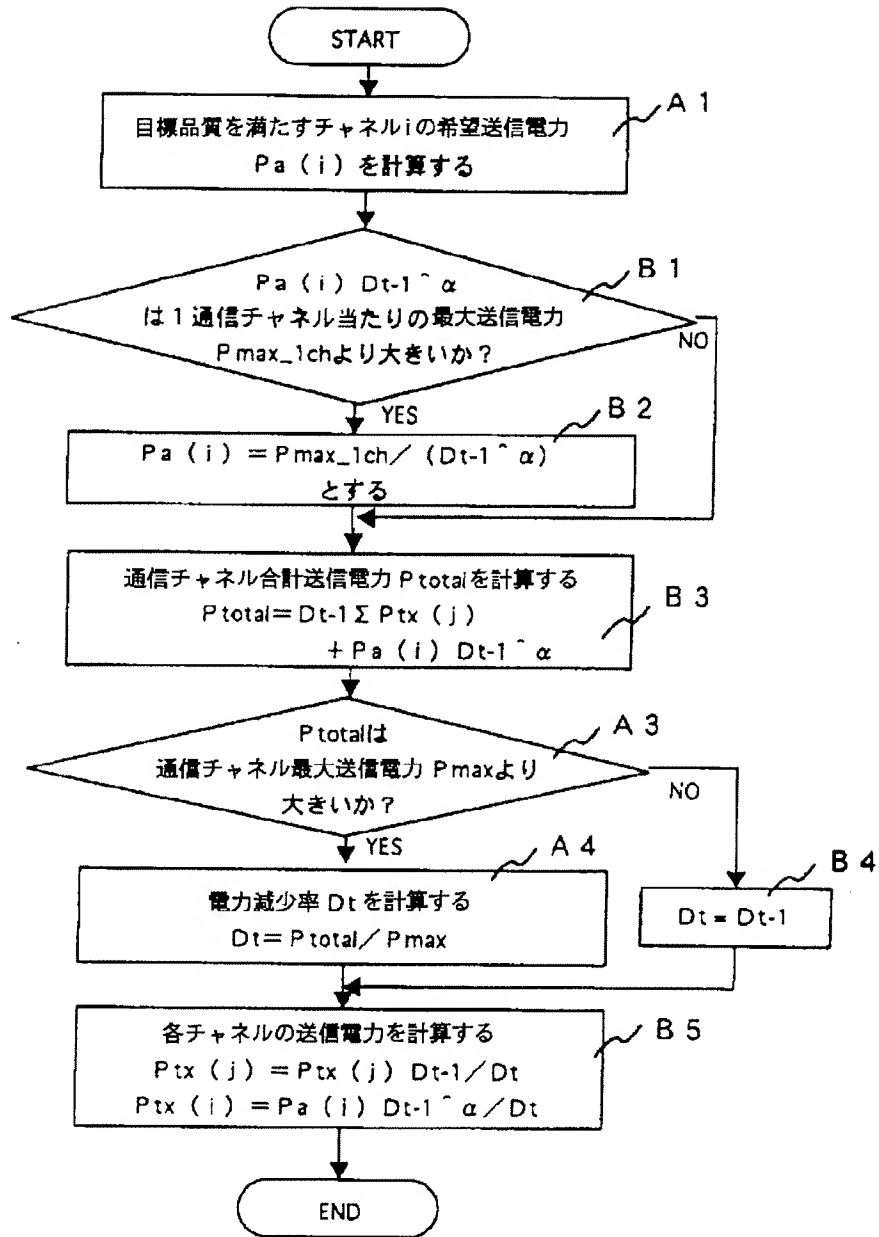 START
A 1
目標品質を満たすチャネル i の希望送信電力
Pa (i) を計算する
B 1
Pa (i) Dt-1^α
は1通信チャネル当たりの最大送信電力
Pmax_1chより大きいか?
NO
YES
B 2
Pa (i) = Pmax_1ch/ (Dt-1^α)
とする
通信チャネル合計送信電力 Ptotalを計算する
B 3
Ptotal=Dt-1Σ Ptx (j)
+ Pa (i) Dt-1^α
A 3
Ptotalは
通信チャネル最大送信電力 Pmaxより
大きいか?
NO
YES
A 4
電力減少率 Dt を計算する
Dt=Ptotal/Pmax
B 4
Dt = Dt-1
各チャネルの送信電力を計算する
B 5
Ptx (j) =Ptx (j) Dt-1/Dt
Ptx (i) =Pa (i) Dt-1^α/Dt
END